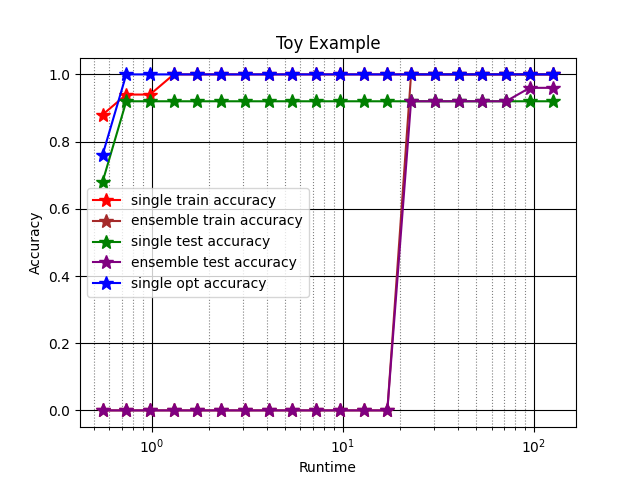 Toy Example
1.0
0.8
0.6
0.4
0.2
0.0
Accuracy
single train accuracy
ensemble train accuracy
single test accuracy
ensemble test accuracy
single opt accuracy
10⁰
10¹
10²
Runtime